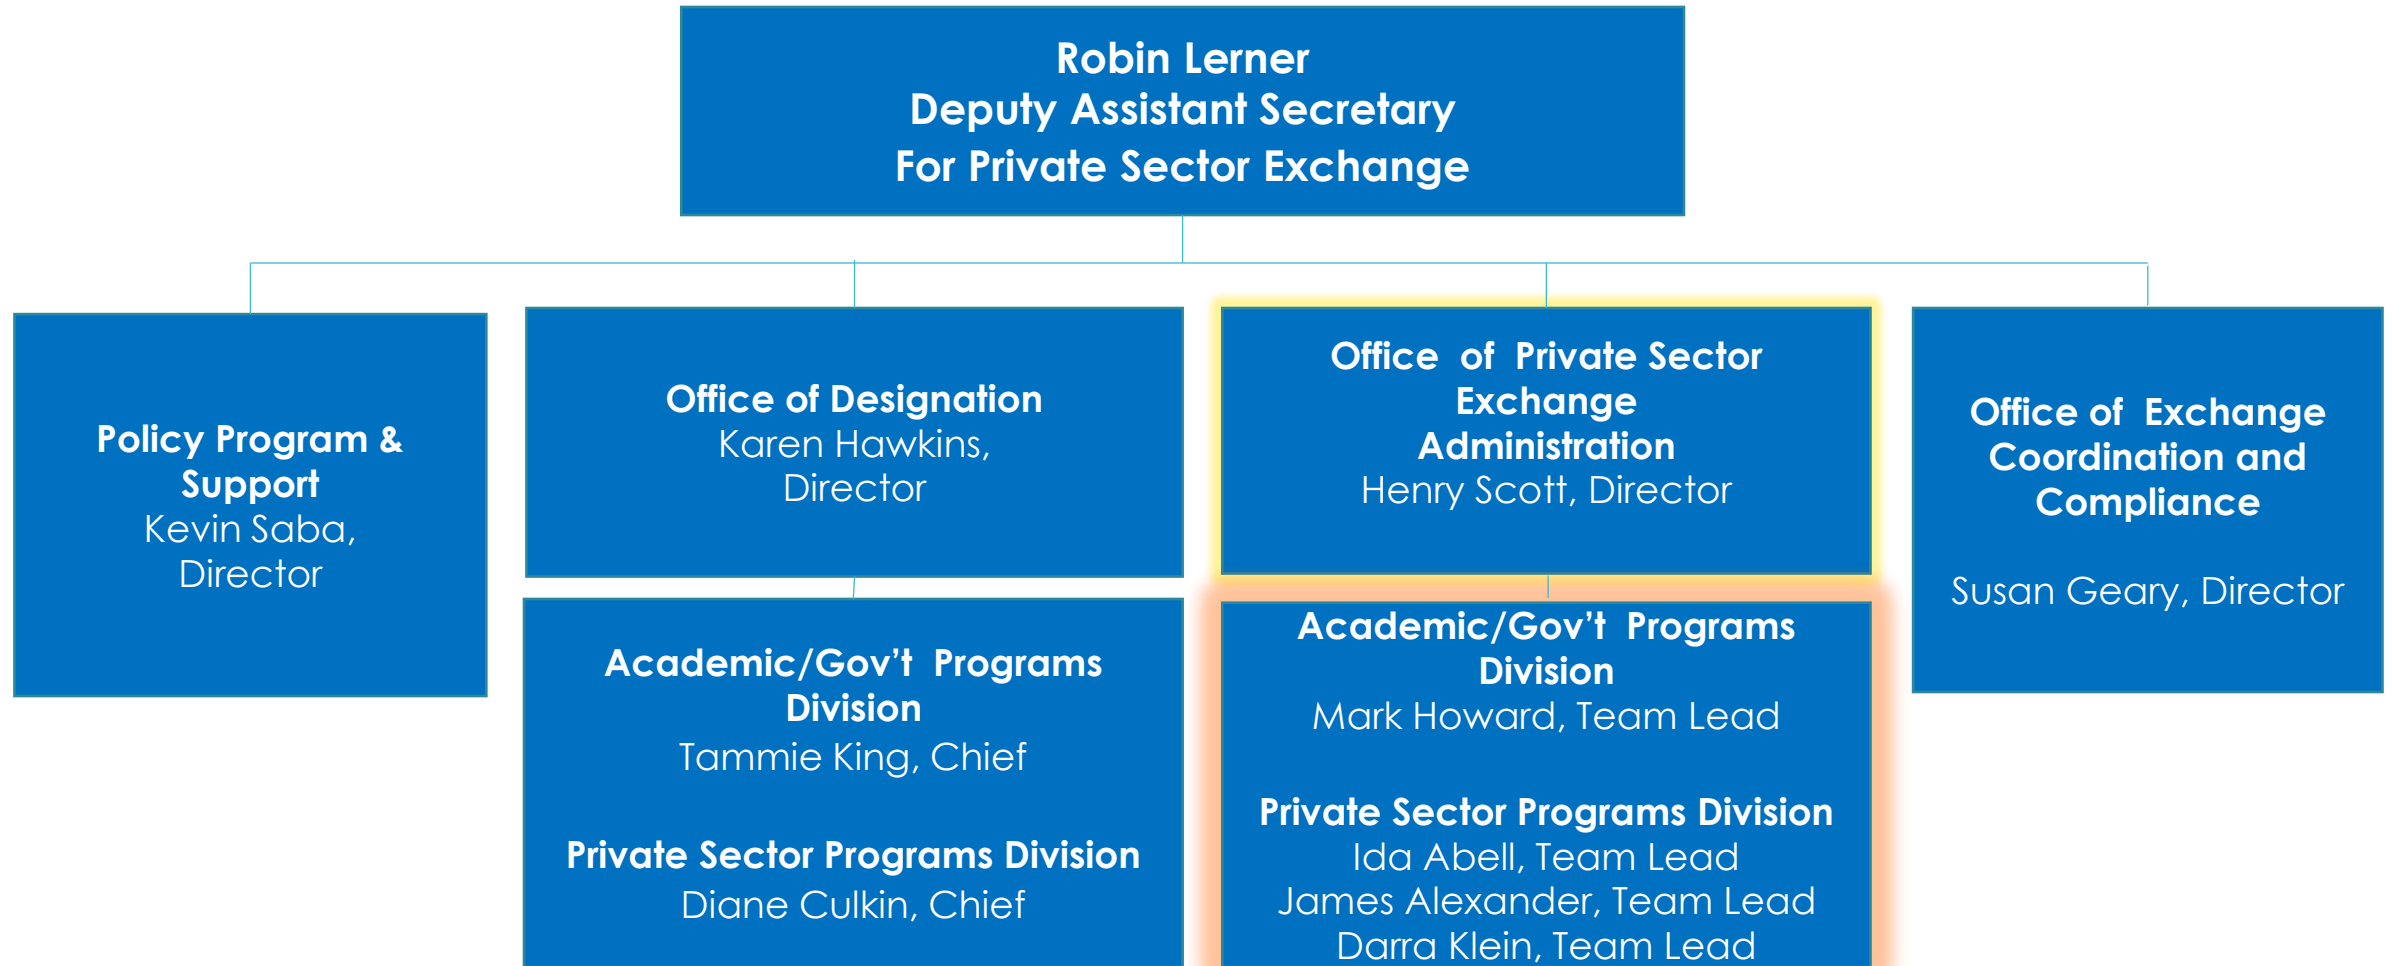 Robin Lerner
Deputy Assistant Secretary
For Private Sector Exchange
Policy Program &
Support
Kevin Saba,
Director
Office of Designation
Karen Hawkins,
Director
Academic/Gov’t Programs
Division
Tammie King, Chief
Private Sector Programs Division
Diane Culkin, Chief
Office of Private Sector
Exchange
Administration
Henry Scott, Director
Academic/Gov’t Programs
Division
Mark Howard, Team Lead
Private Sector Programs Division
Ida Abell, Team Lead
James Alexander, Team Lead
Darra Klein, Team Lead
Office of Exchange
Coordination and
Compliance
Susan Geary, Director